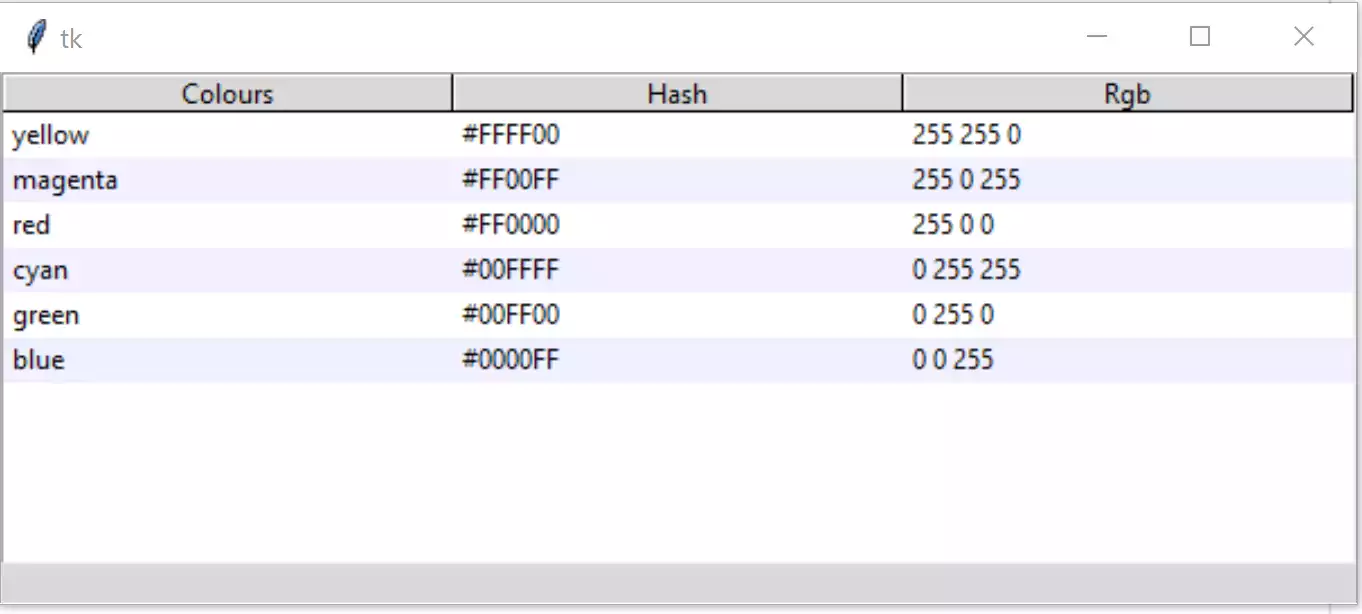 tk
Colours Hash Rgb
yellow #FFFF00 255 255 0
magenta #FF00FF 255 0 255
red #FF0000 255 0 0
cyan #00FFFF 0 255 255
green #00FF00 0 255 0
blue #0000FF 0 0 255